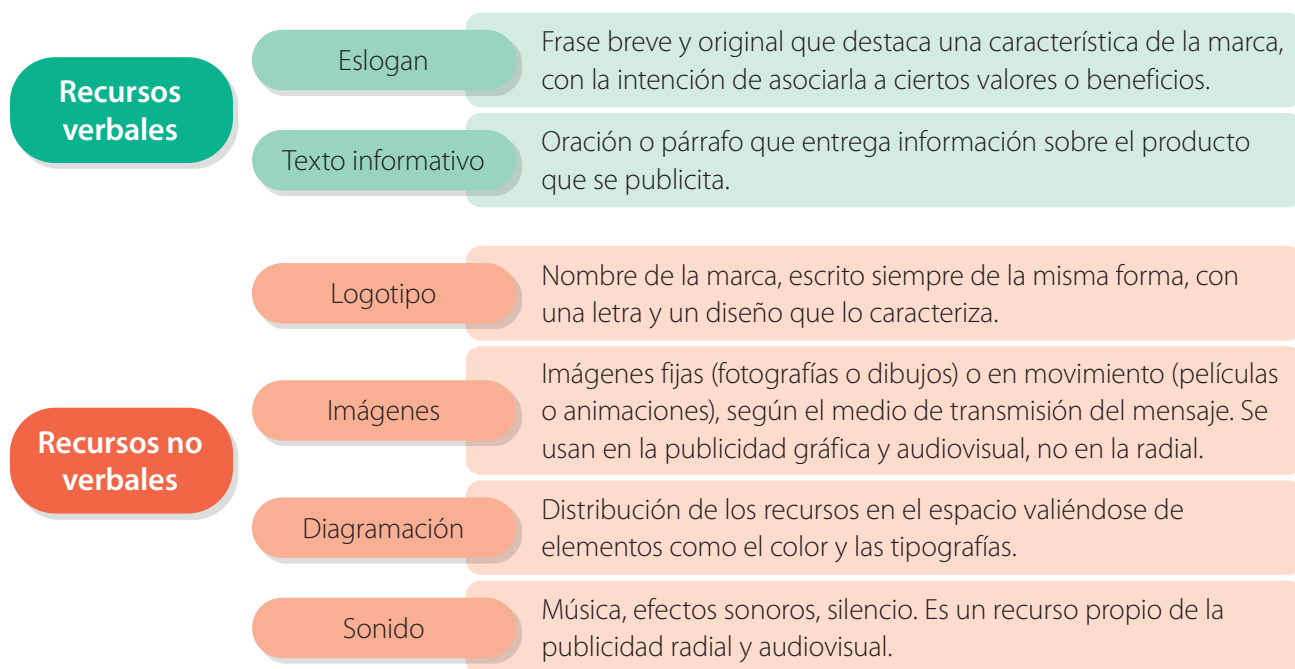 Recursos
verbales
Eslogan
Frase breve y original que destaca una característica de la marca,
con la intención de asociarla a ciertos valores o beneficios.
Texto informativo
Oración o párrafo que entrega información sobre el producto
que se publicita.
Recursos no
verbales
Logotipo
Nombre de la marca, escrito siempre de la misma forma, con
una letra y un diseño que lo caracteriza.
Imágenes
Imágenes fijas (fotografías o dibujos) o en movimiento (películas
o animaciones), según el medio de transmisión del mensaje. Se
usan en la publicidad gráfica y audiovisual, no en la radial.
Diagramación
Distribución de los recursos en el espacio valiéndose de
elementos como el color y las tipografías.
Sonido
Música, efectos sonoros, silencio. Es un recurso propio de la
publicidad radial y audiovisual.